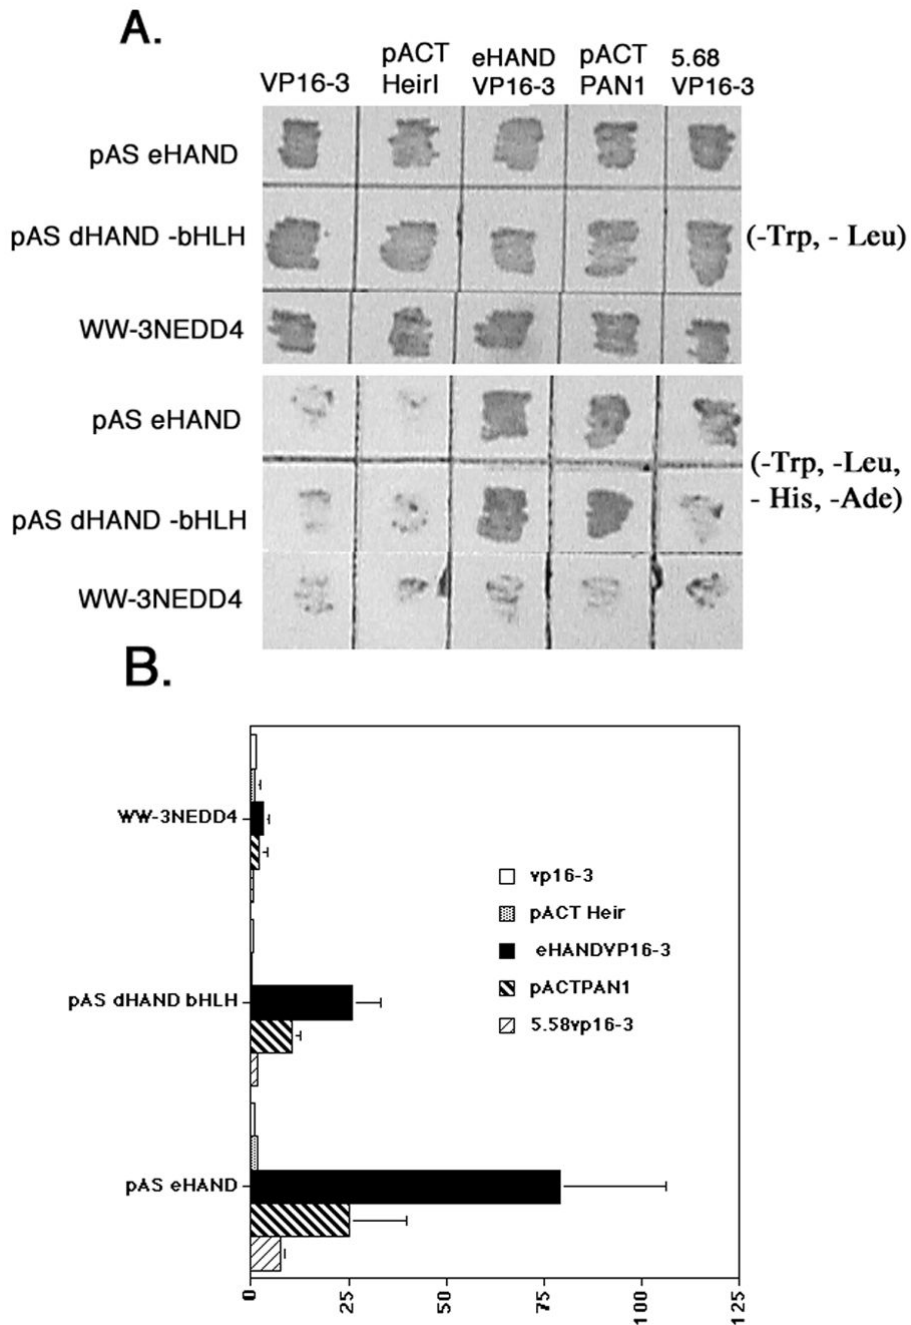 A.
VP16-3
pACT
HeirI
eHAND
VP16-3
pACT
PAN1
5.68
VP16-3
pAS eHAND
pAS dHAND -bHLH
WW-3NEDD4
(-Trp, - Leu)
pAS eHAND
pAS dHAND -bHLH
WW-3NEDD4
(-Trp, -Leu,
- His, -Ade)
B.
WW-3NEDD4
pAS dHAND bHLH
pAS eHAND
vp16-3
pACT Heir
eHANDVP16-3
pACTPAN1
5.58vp16-3
0
25
50
75
100
125